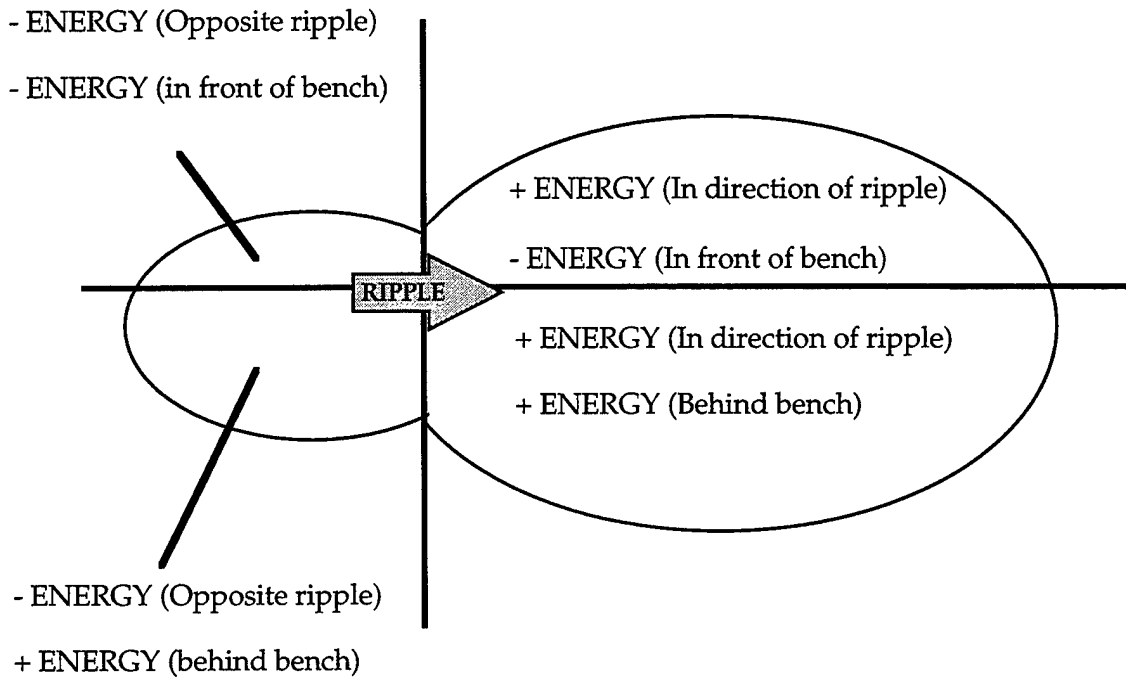 - ENERGY (Opposite ripple)
- ENERGY (in front of bench)
+ ENERGY (In direction of ripple)
- ENERGY (In front of bench)
RIPPLE
+ ENERGY (In direction of ripple)
+ ENERGY (Behind bench)
- ENERGY (Opposite ripple)
+ ENERGY (behind bench)